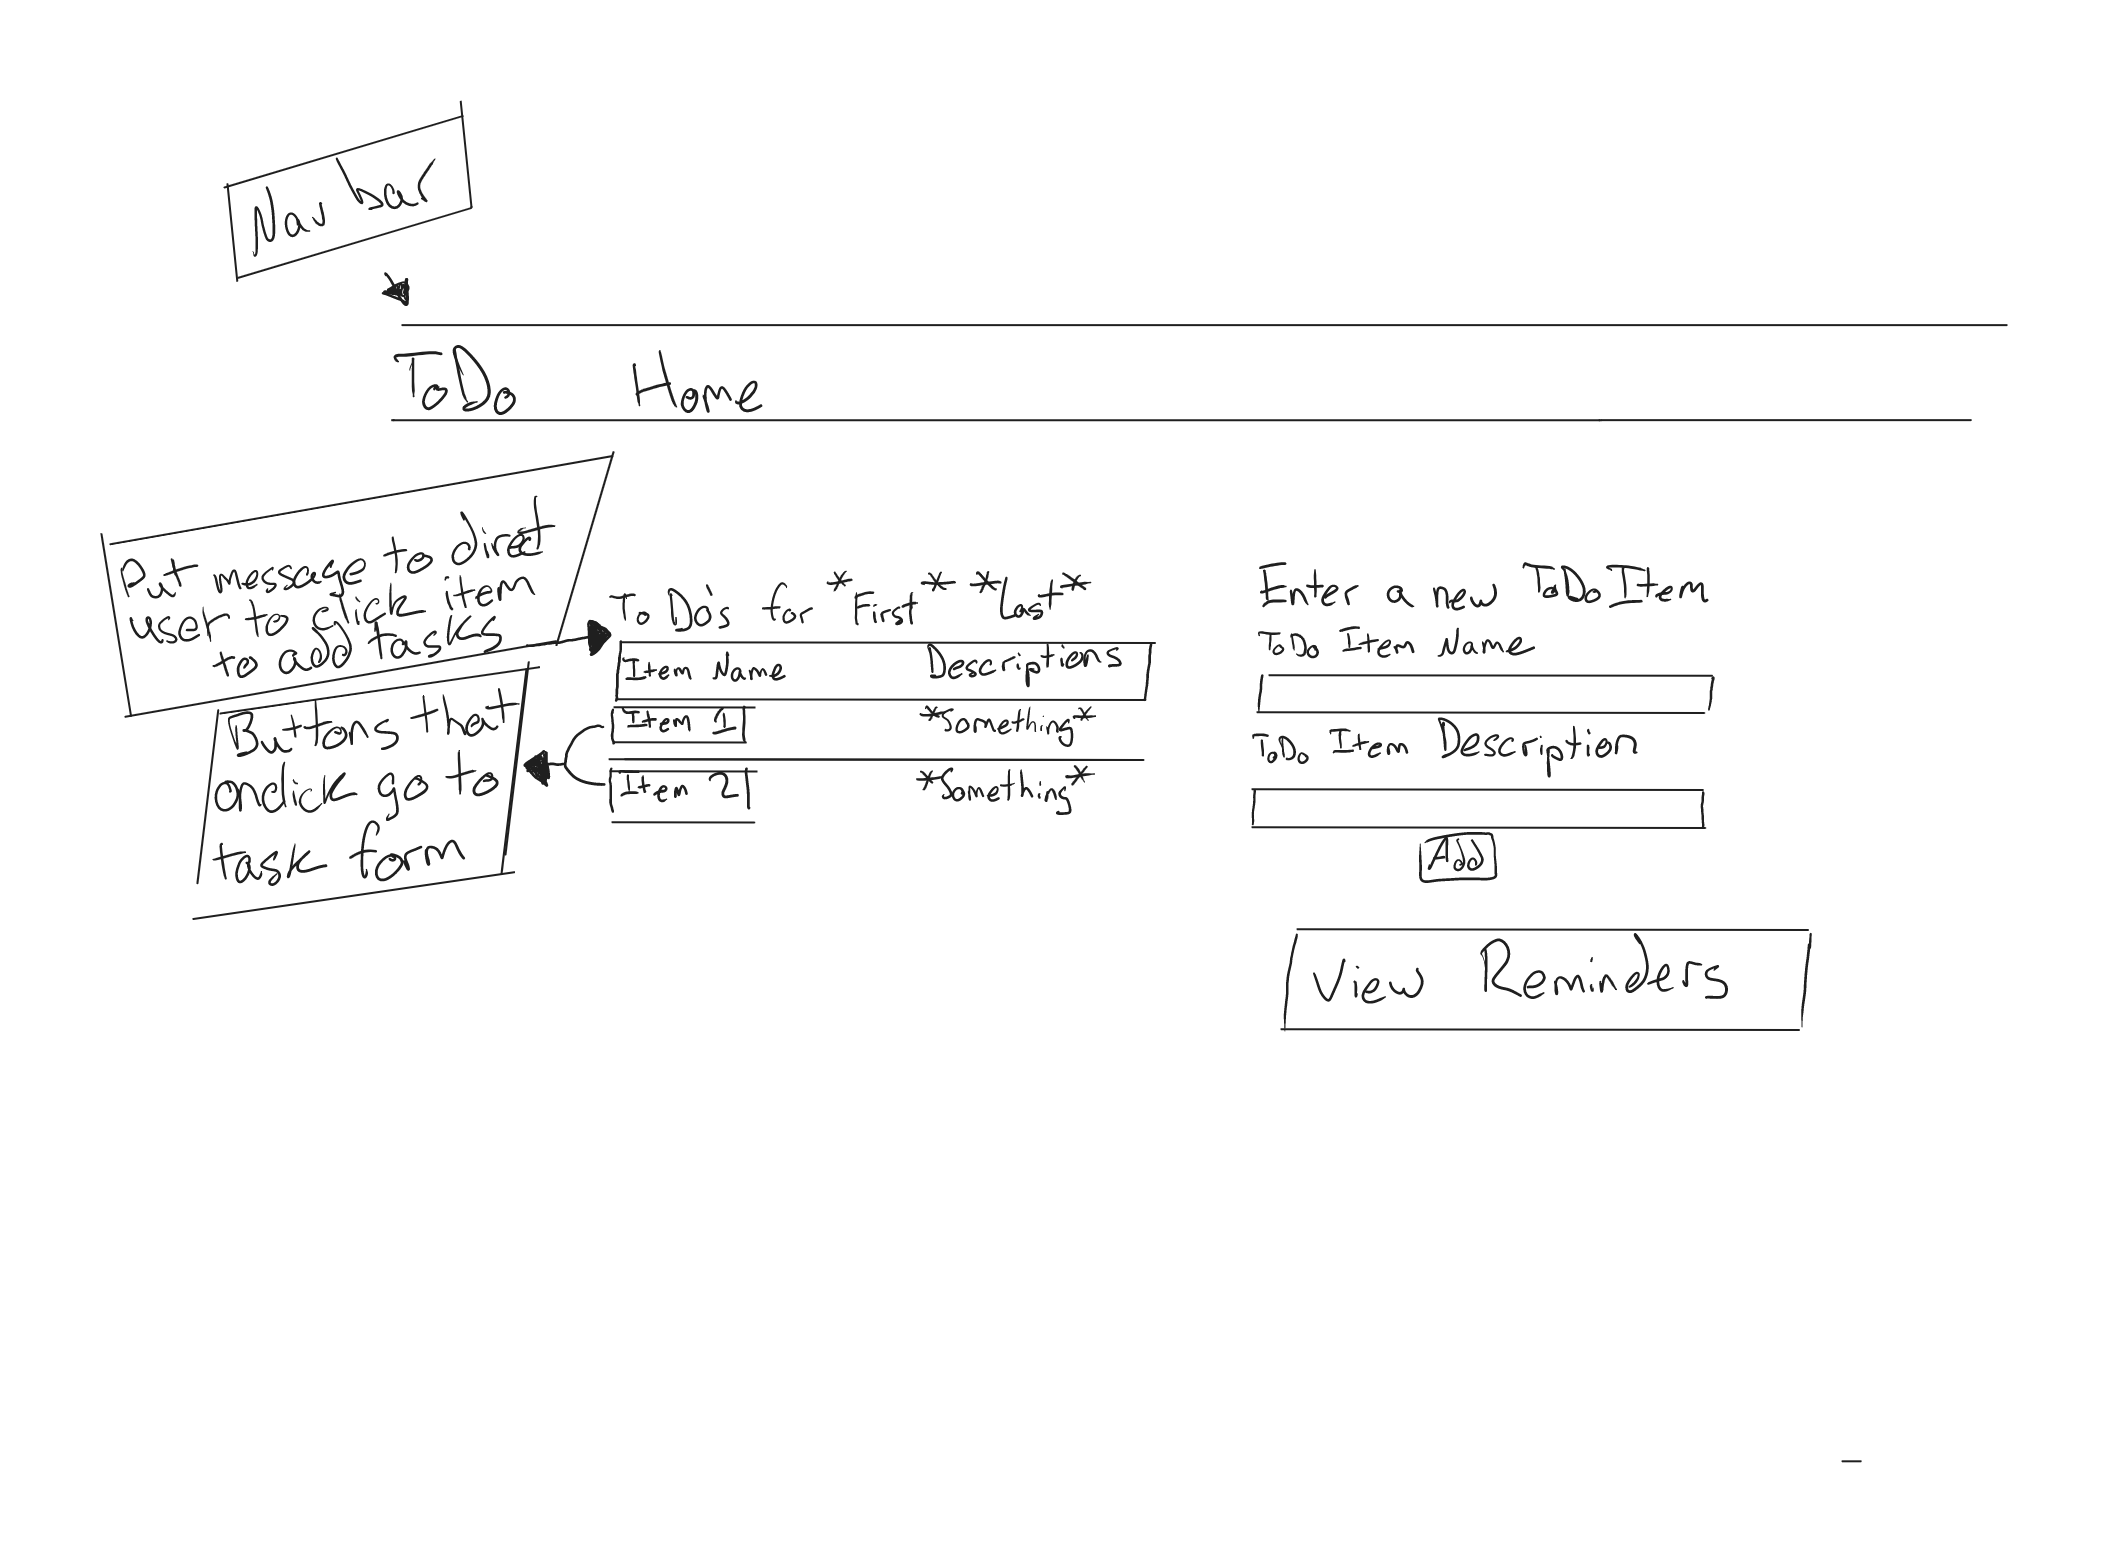 Nav bar
ToDo Home
Put message to direct
user to click item
to add tasks
Buttons that
onclick go to
task form
To Do's for *First* *Last*
Item Name Descriptions
Item 1 *Something*
Item 2 *Something*
Enter a new ToDo Item
ToDo Item Name
ToDo Item Description
Add
View Reminders